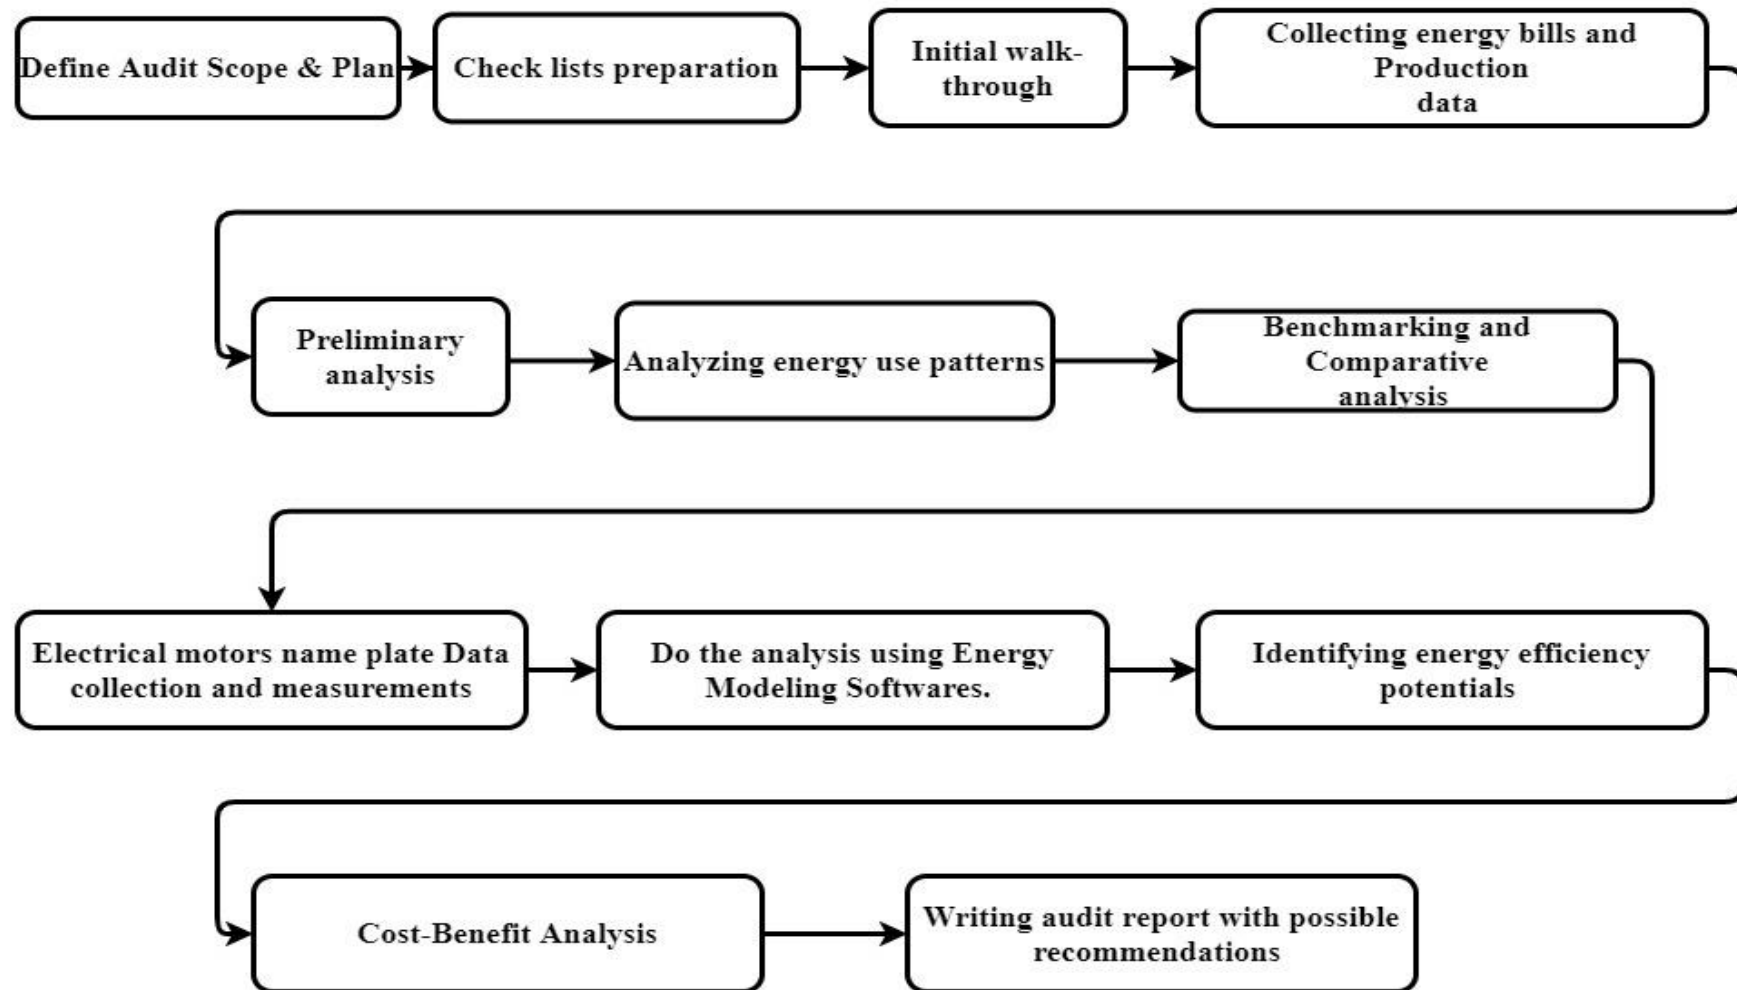 Define Audit Scope & Plan
Check lists preparation
Initial walk-
through
Collecting energy bills and
Production
data
Preliminary
analysis
Analyzing energy use patterns
Benchmarking and
Comparative
analysis
Electrical motors name plate Data
collection and measurements
Do the analysis using Energy
Modeling Softwares.
Identifying energy efficiency
potentials
Cost-Benefit Analysis
Writing audit report with possible
recommendations